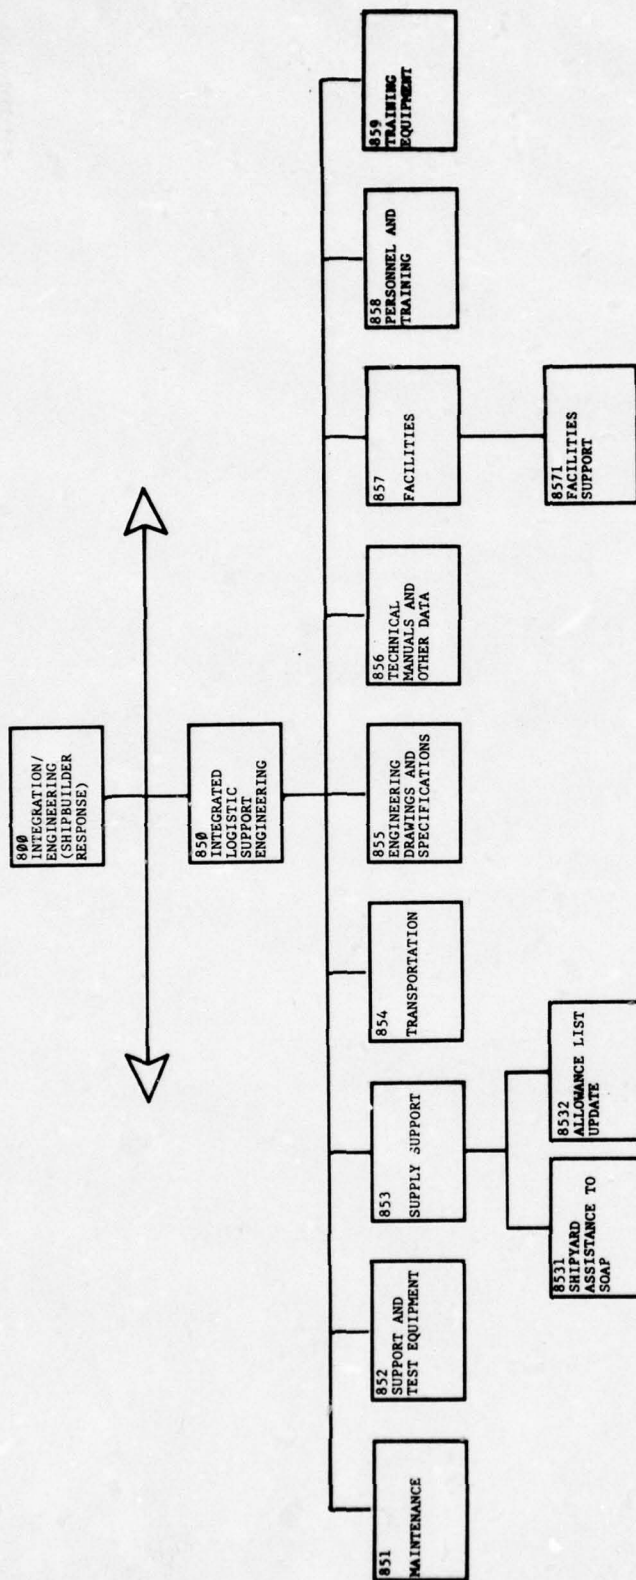 800
INTEGRATION/
ENGINEERING
(SHIPBUILDER
RESPONSE)
850
INTEGRATED
LOGISTIC
SUPPORT
ENGINEERING
851
MAINTENANCE
852
SUPPORT AND
TEST EQUIPMENT
853
SUPPLY SUPPORT
854
TRANSPORTATION
855
ENGINEERING
DRAWINGS AND
SPECIFICATIONS
856
TECHNICAL
MANUALS AND
OTHER DATA
857
FACILITIES
858
PERSONNEL AND
TRAINING
859
TRAINING
EQUIPMENT
8531
SHIPYARD
ASSISTANCE TO
SOAP
8532
ALLOWANCE LIST
UPDATE
8571
FACILITIES
SUPPORT